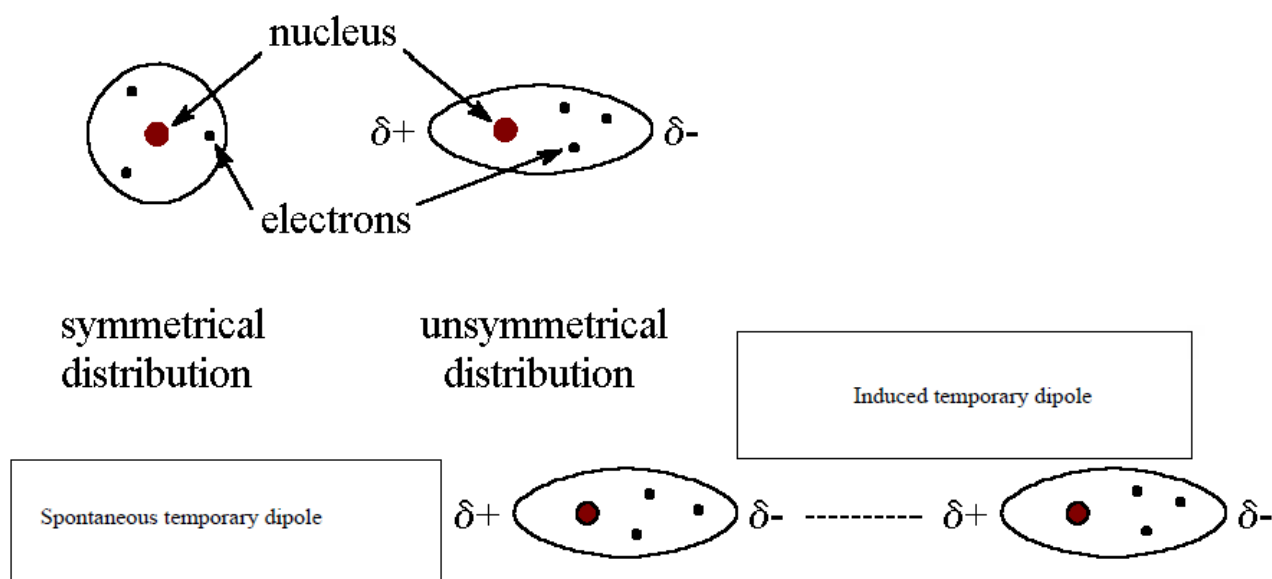 nucleus
δ+
δ-
electrons
symmetrical
distribution
unsymmetrical
distribution
Induced temporary dipole
Spontaneous temporary dipole
δ+
δ-
δ+
δ-